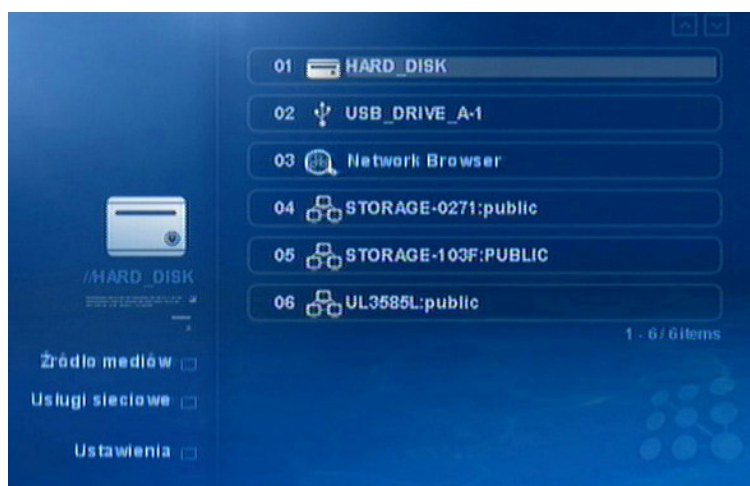 01 HARD_DISK
02 USB_DRIVE_A-1
03 Network Browser
04 STORAGE-0271:public
05 STORAGE-103F:PUBLIC
06 UL3585L:public
1 - 6 / 6 items
//HARD_DISK
Źródło mediów
Usługi sieciowe
Ustawienia